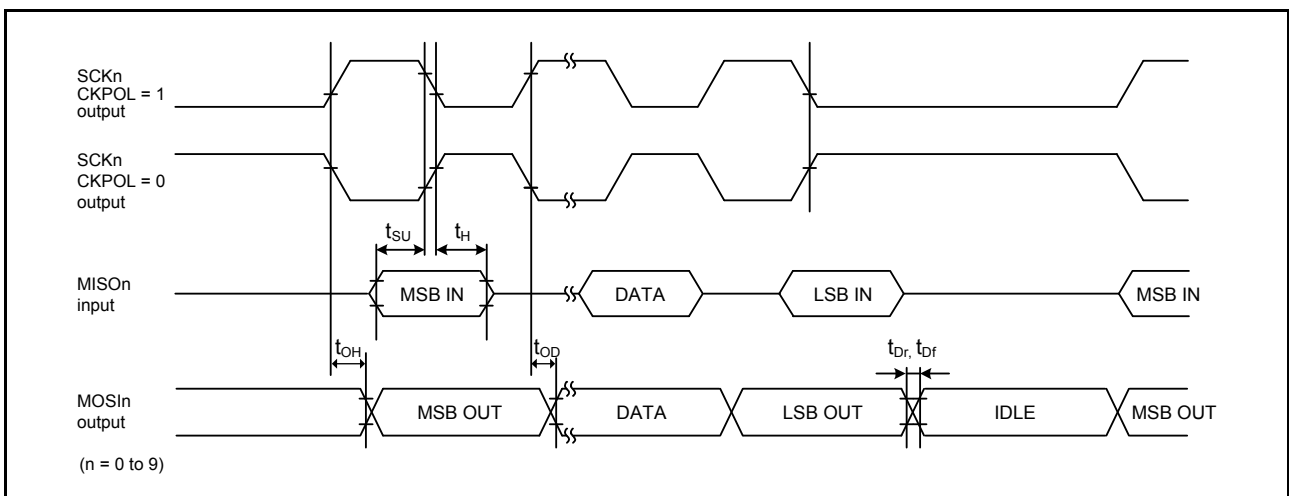 SCKn
CKPOL = 1
output
SCKn
CKPOL = 0
output
tSU
tH
MISOn
input
MSB IN
DATA
LSB IN
MSB IN
tOH
tOD
tDr, tDf
MOSIn
output
MSB OUT
DATA
LSB OUT
IDLE
MSB OUT
(n = 0 to 9)